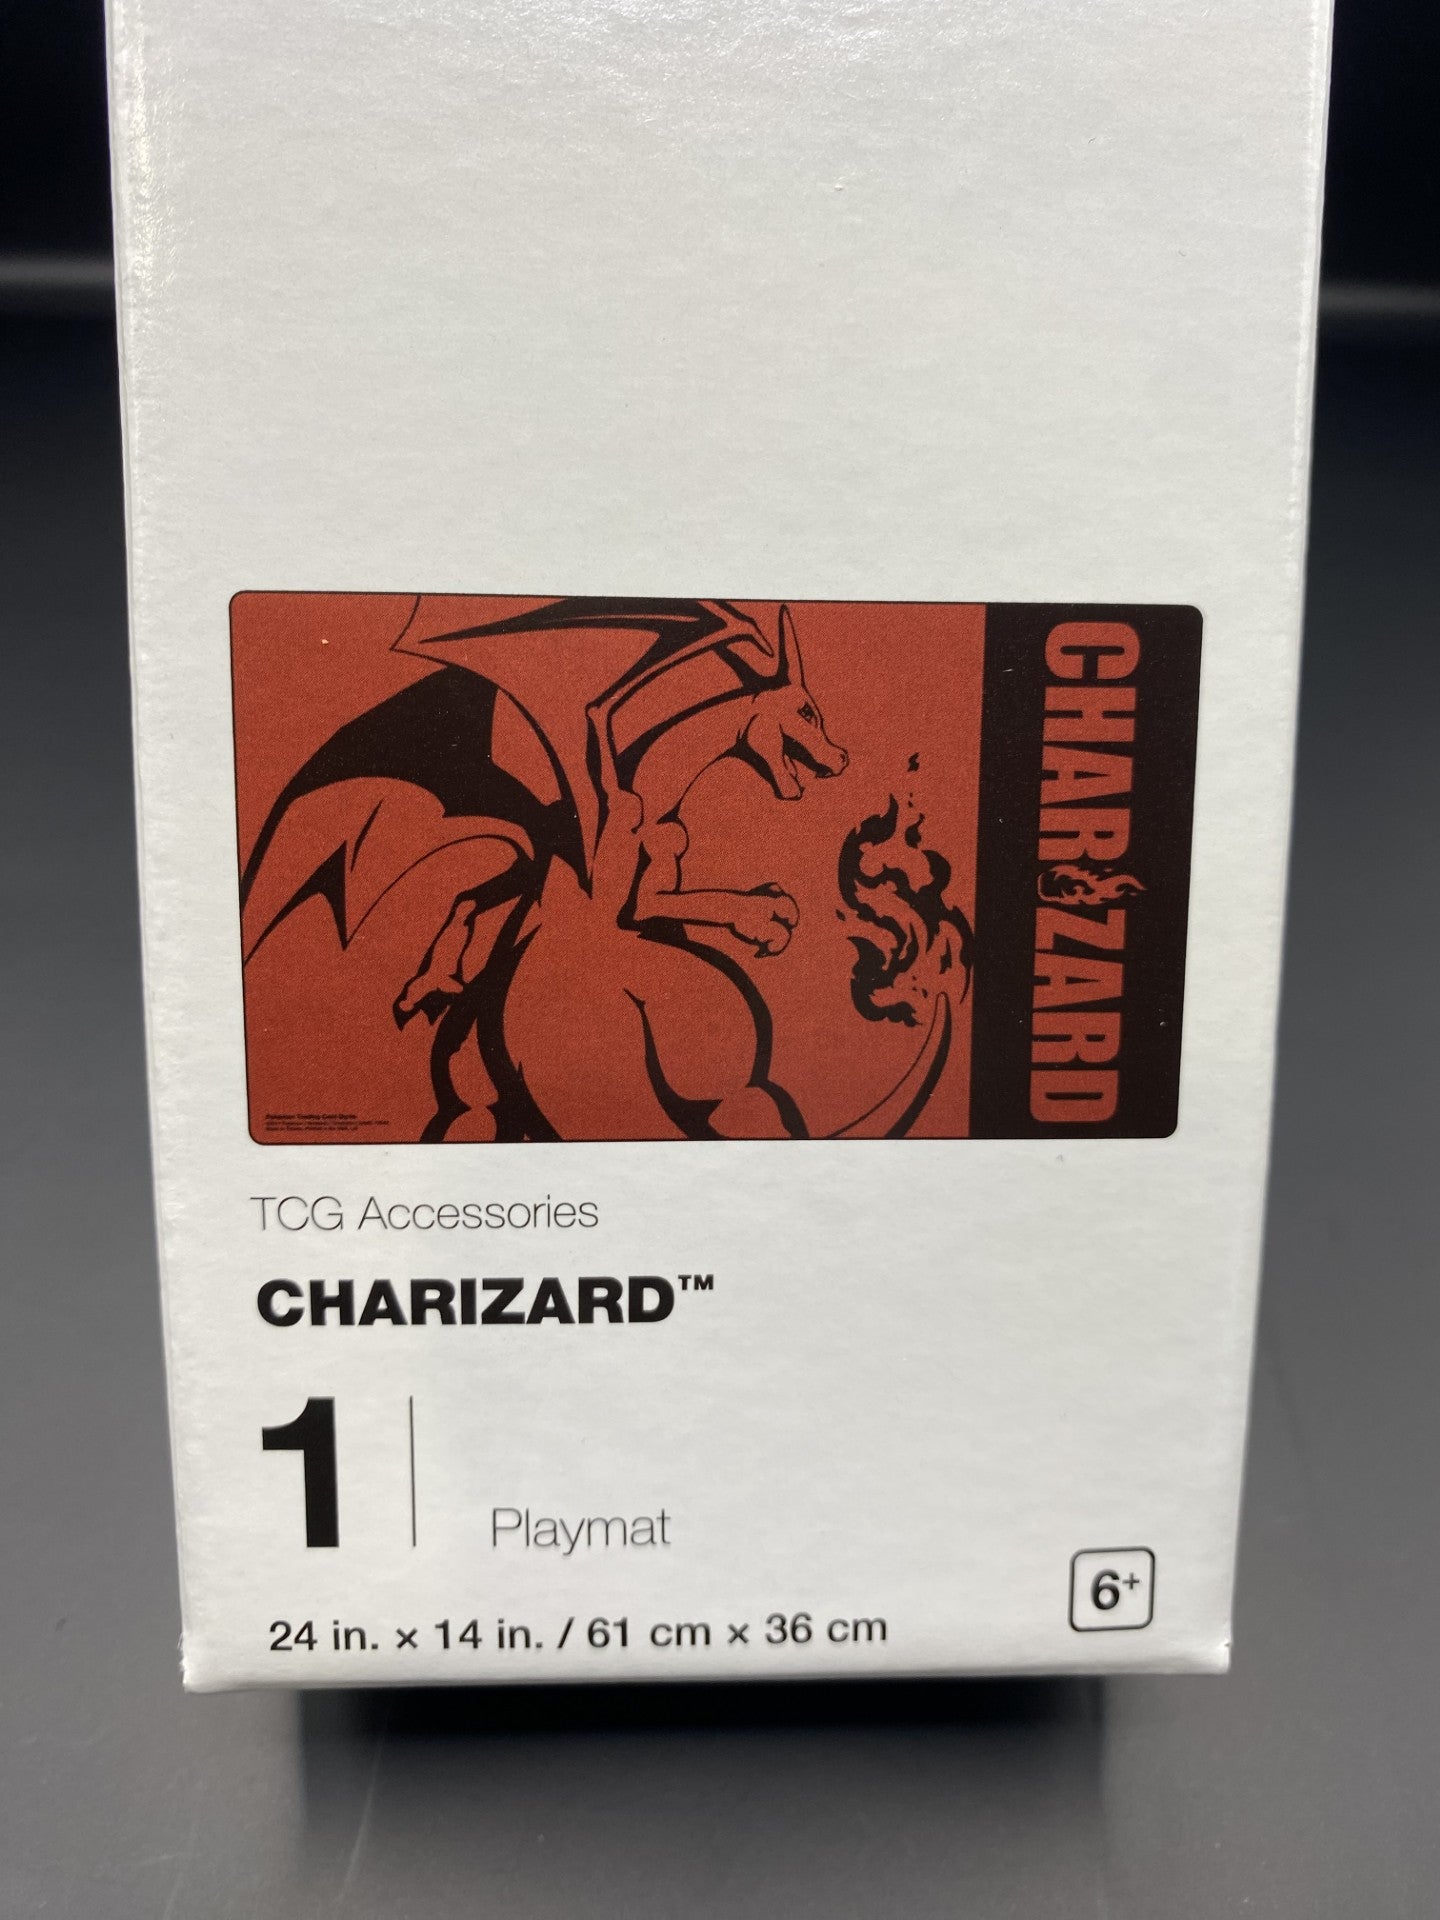 CHARIZARD
TCG Accessories
CHARIZARD™
1
Playmat
24 in. × 14 in. / 61 cm × 36 cm
6+